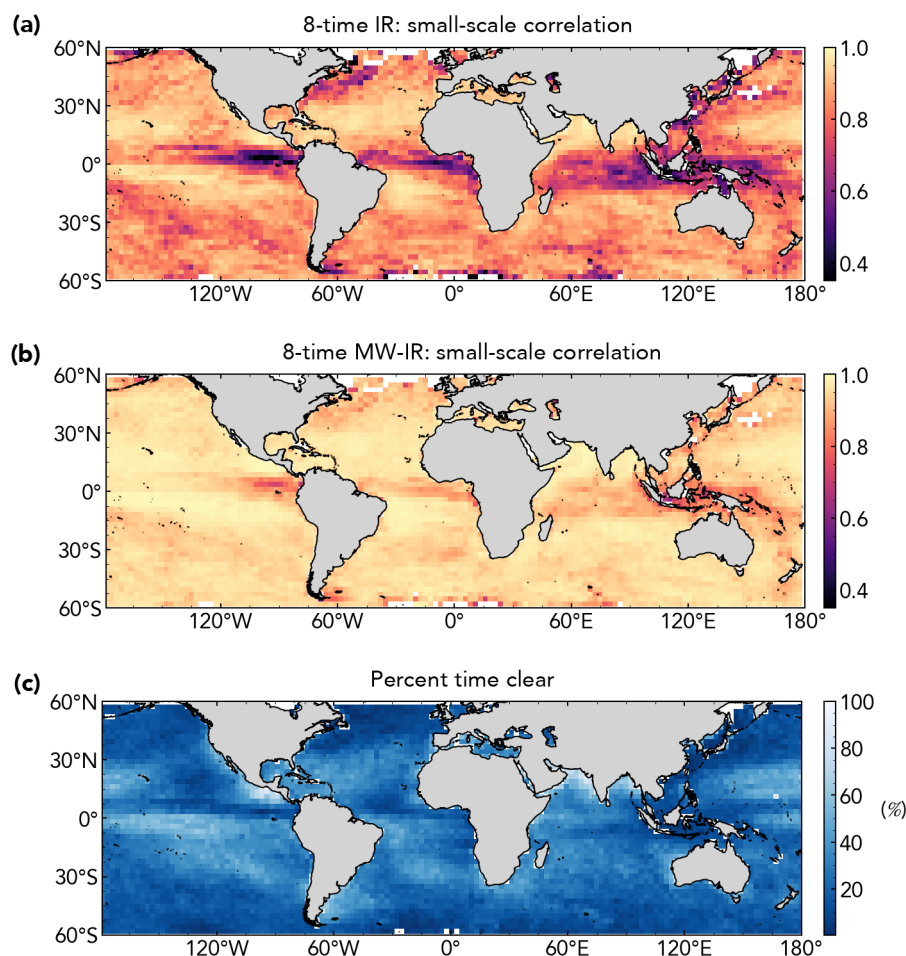 (a)
8-time IR: small-scale correlation
60°N
30°N
0°
30°S
60°S
120°W 60°W 0° 60°E 120°E 180°
1.0
0.8
0.6
0.4
(b)
8-time MW-IR: small-scale correlation
60°N
30°N
0°
30°S
60°S
120°W 60°W 0° 60°E 120°E 180°
1.0
0.8
0.6
0.4
(c)
Percent time clear
60°N
30°N
0°
30°S
60°S
120°W 60°W 0° 60°E 120°E 180°
100
80
60
40
20
(%)